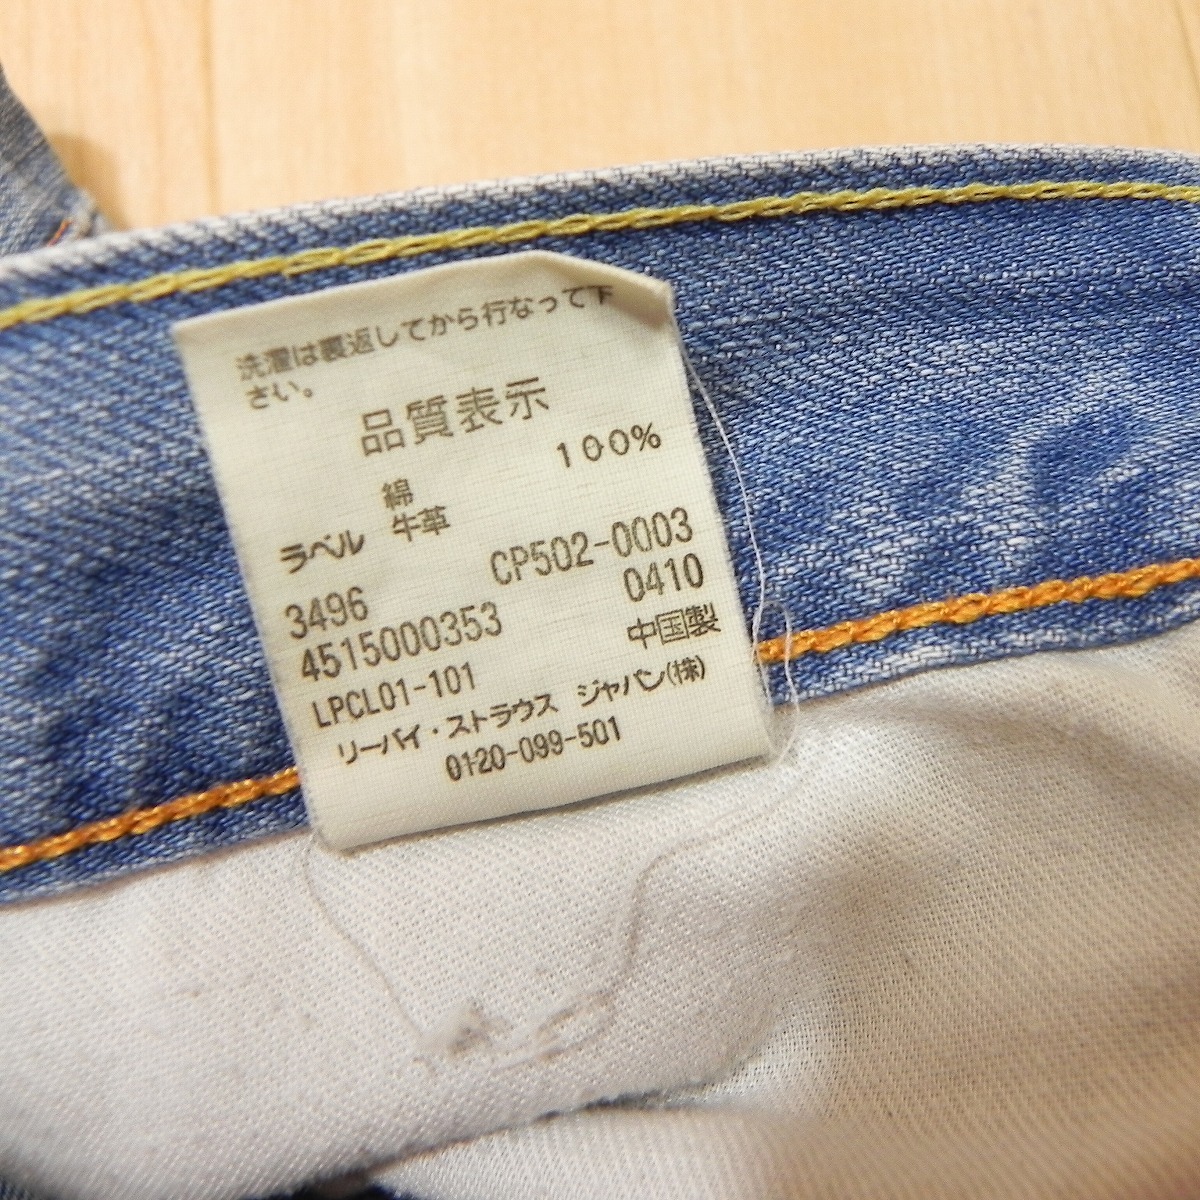 洗濯は裏返してから行なって下
さい。
品質表示
綿 100%
ラベル 牛革
CP502-0003
3496 0410
4515000353 中国製
LPCL01-101
リーバイ・ストラウス ジャパン(株)
0120-099-501